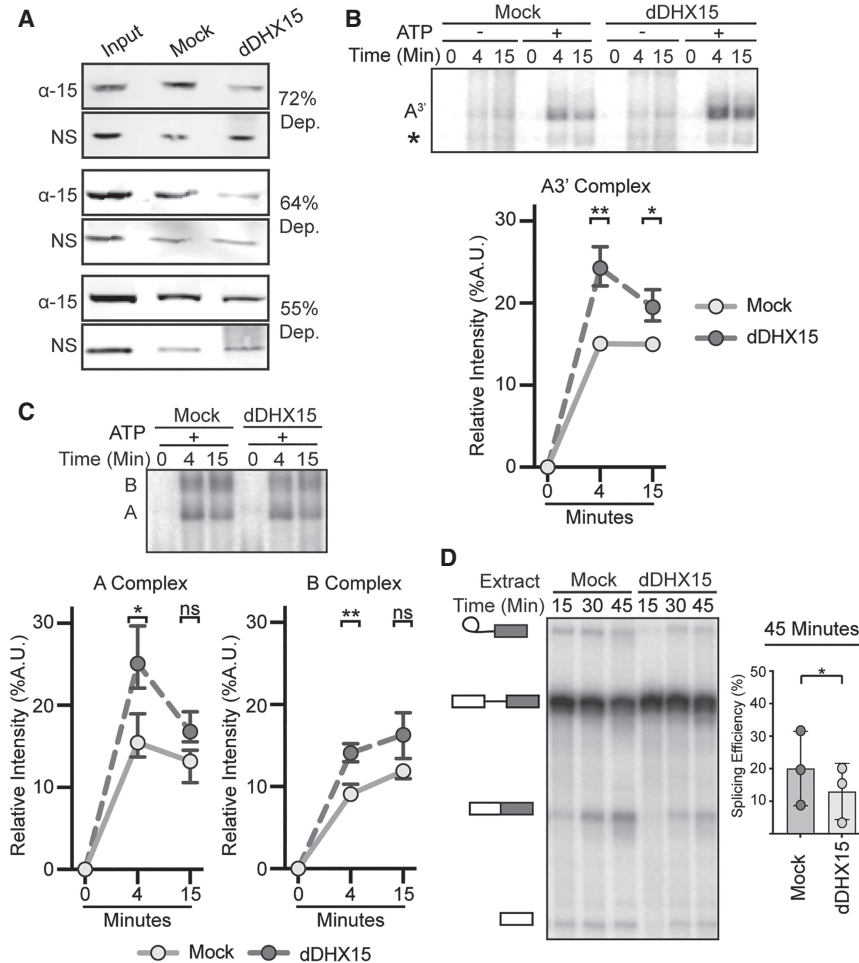 A
Input Mock dDHX15
α-15
72%
Dep.
NS
α-15
64%
Dep.
NS
α-15
55%
Dep.
NS
B
Mock dDHX15
ATP - + - +
Time (Min) 0 4 15 0 4 15 0 4 15 0 4 15
A3'
*
A3’ Complex
30
20
10
0
** *
Relative Intensity (%A.U.)
0 4 15
Minutes
Mock
dDHX15
C
Mock dDHX15
ATP + +
Time (Min) 0 4 15 0 4 15
B
A
A Complex
30
20
10
0
* ns
Relative Intensity (%A.U.)
0 4 15
Minutes
B Complex
30
20
10
0
** ns
Relative Intensity (%A.U.)
0 4 15
Minutes
Mock dDHX15
D
Extract Mock dDHX15
Time (Min) 15 30 45 15 30 45
45 Minutes
50
40
30
20
10
*
Splicing Efficiency (%)
Mock
dDHX15